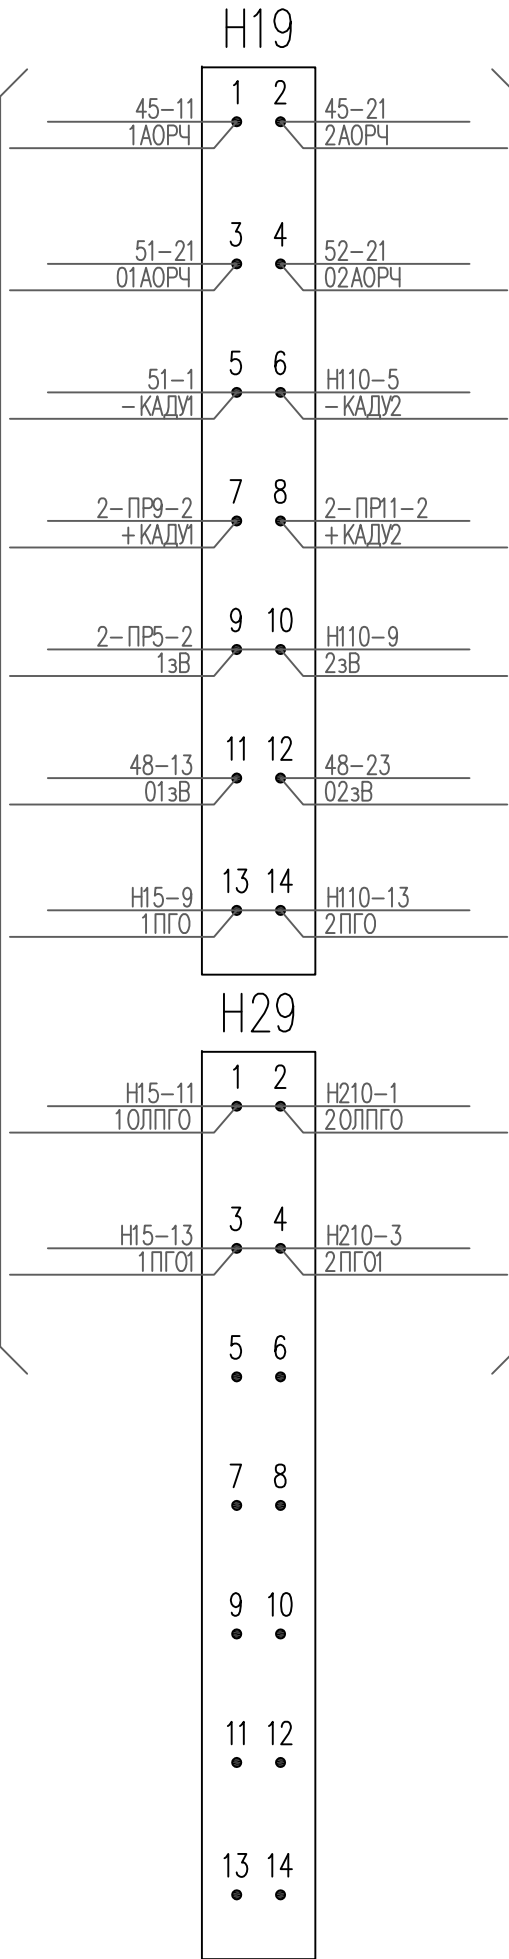 Н19
1 2
45-11 45-21
1АОРЧ 2АОРЧ
3 4
51-21 52-21
01АОРЧ 02АОРЧ
5 6
51-1 Н110-5
-КАДУ1 -КАДУ2
7 8
2-ПР9-2 2-ПР11-2
+КАДУ1 +КАДУ2
9 10
2-ПР5-2 Н110-9
1зВ 2зВ
11 12
48-13 48-23
01зВ 02зВ
13 14
Н15-9 Н110-13
1ПГО 2ПГО
Н29
1 2
Н15-11 Н210-1
1ОЛПГО 2ОЛПГО
3 4
Н15-13 Н210-3
1ПГО1 2ПГО1
5 6
7 8
9 10
11 12
13 14